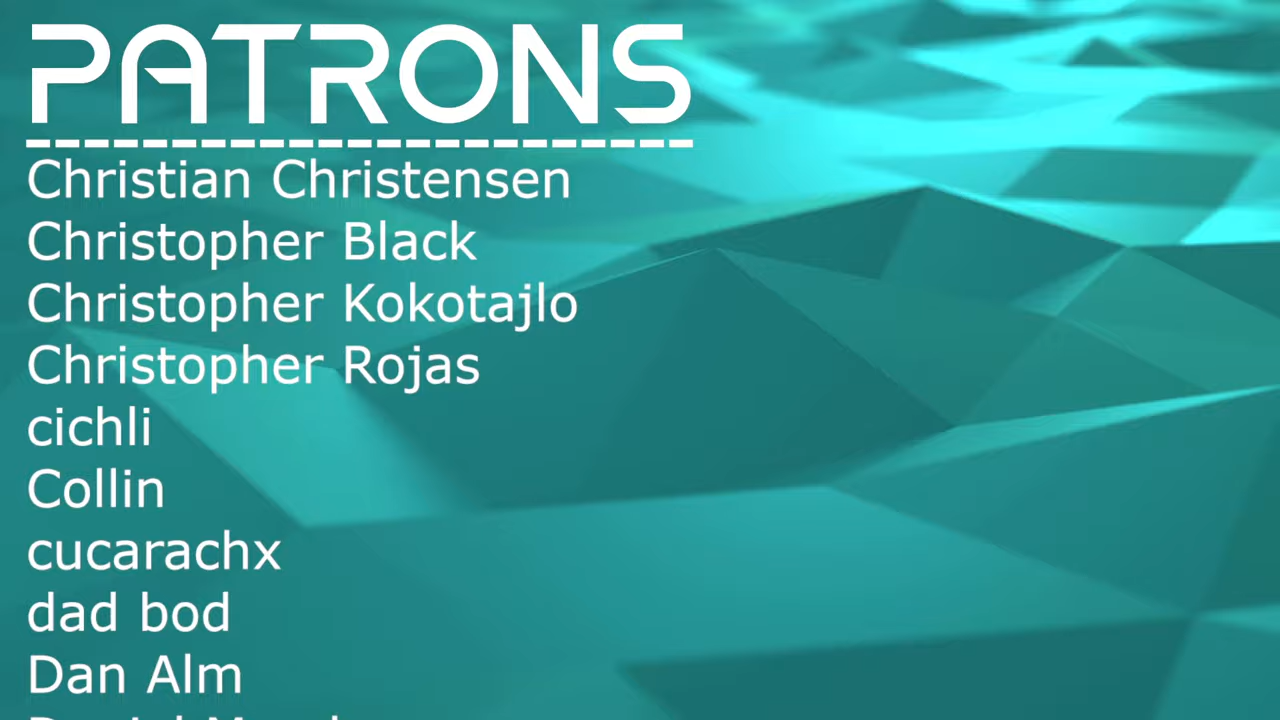 PATRONS
Christian Christensen
Christopher Black
Christopher Kokotajlo
Christopher Rojas
cichli
Collin
cucarachx
dad bod
Dan Alm